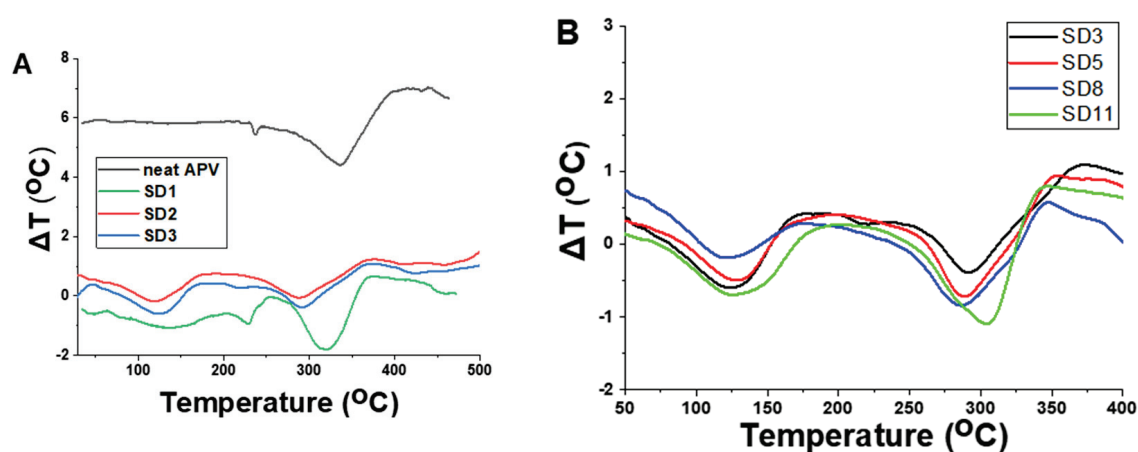 A
8
6
4
2
0
-2
ΔT (°C)
neat APV
SD1
SD2
SD3
100
200
300
400
500
Temperature (°C)
B
3
2
1
0
-1
-2
ΔT (°C)
SD3
SD5
SD8
SD11
50
100
150
200
250
300
350
400
Temperature (°C)